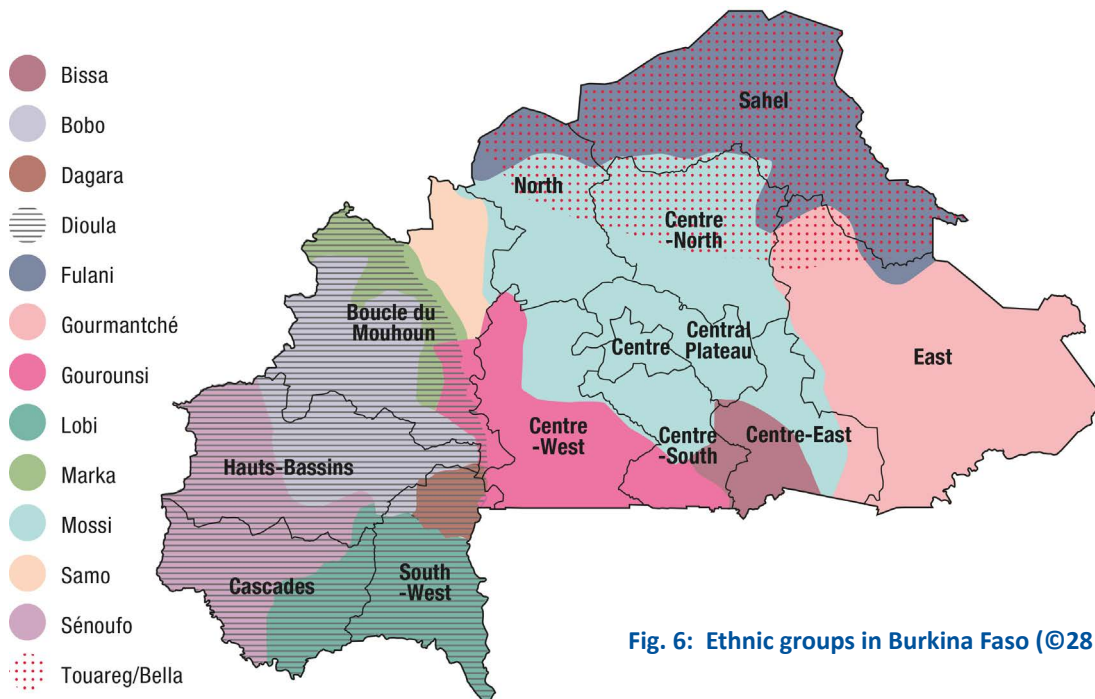 Bissa
Bobo
Dagara
Dioula
Fulani
Gourmantché
Gourounsi
Lobi
Marka
Mossi
Samo
Sénoufo
Touareg/Bella
Sahel
North
Centre
-North
Boucle du
Mouhoun
Centre
Central
Plateau
East
Centre
-West
Centre
-South
Centre-East
Hauts-Bassins
Cascades
South
-West
Fig. 6: Ethnic groups in Burkina Faso (©28